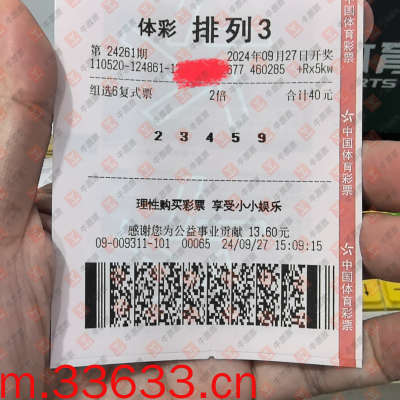 体彩 排列3
第 24261期 2024年09月27日开奖
110520-124861-1 677 460285 +Rx5kw
组选6复式票 2倍 合计40元
2 3 4 5 9
理性购买彩票 享受小小娱乐
感谢您为公益事业贡献 13.60元
09-009311-101 00065 24/09/27 15:09:15
中国体育彩票
中国体育彩票
中国体育彩票
m.33633.cn